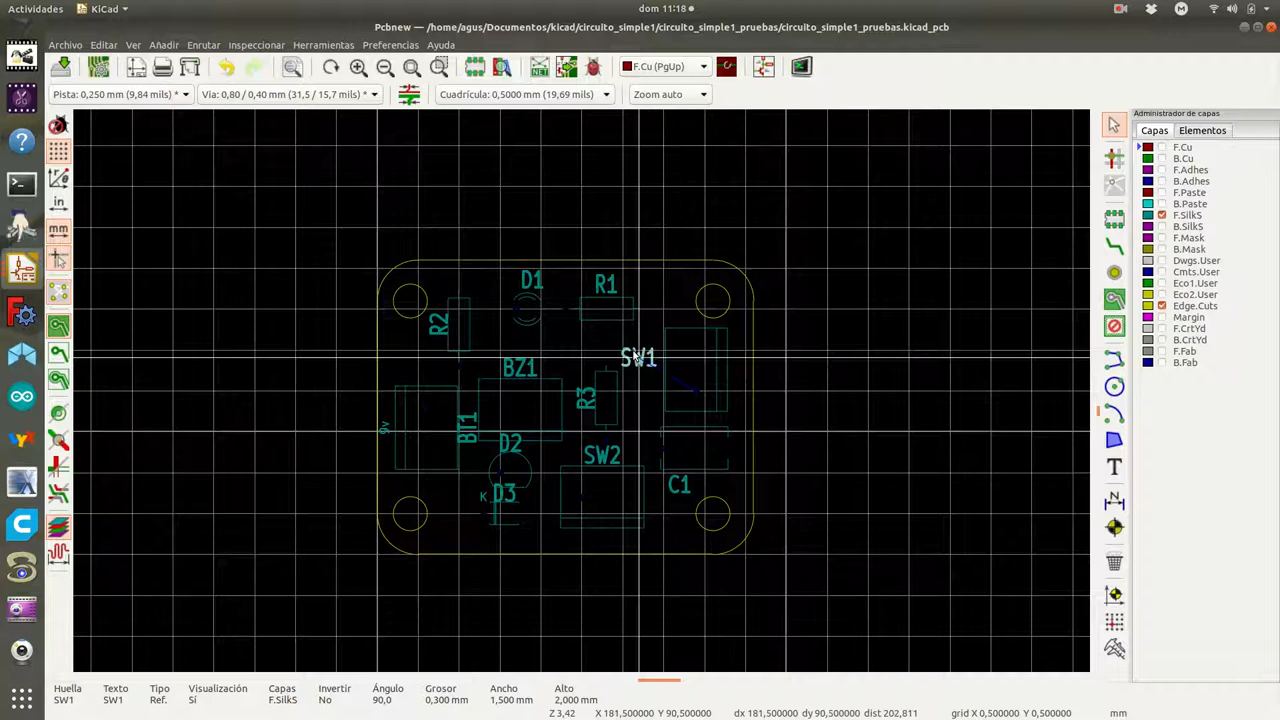 Actividades KiCad dom 11:18
Pcbnew — /home/agus/Documentos/kicad/circuito_simple1/circuito_simple1_pruebas/circuito_simple1_pruebas.kicad_pcb
Archivo Editar Ver Añadir Enrutar Inspeccionar Herramientas Preferencias Ayuda
F.Cu (PgUp)
Pista: 0,250 mm (9,84 mils) * Via: 0,80 / 0,40 mm (31,5 / 15,7 mils) * Cuadrícula: 0,5000 mm (19,69 mils) Zoom auto
Administrador de capas
Capas Elementos
F.Cu
B.Cu
F.Adhes
B.Adhes
F.Paste
B.Paste
F.SilkS
B.SilkS
F.Mask
B.Mask
Dwgs.User
Cmts.User
Eco1.User
Eco2.User
Edge.Cuts
Margin
F.CrtYd
B.CrtYd
F.Fab
B.Fab
in
mm
D1
R1
R2
SW1
BZ1
R3
9v
BT1
D2
SW2
K
D3
C1
Huella Texto Tipo Visualización Capas Invertir Ángulo Grosor Ancho Alto
SW1 SW1 Ref. Sí F.SilkS No 90,0 0,300 mm 1,500 mm 2,000 mm
Z 3,42 X 181,500000 Y 90,500000 dx 181,500000 dy 90,500000 dist 202,811 grid X 0,500000 Y 0,500000 mm